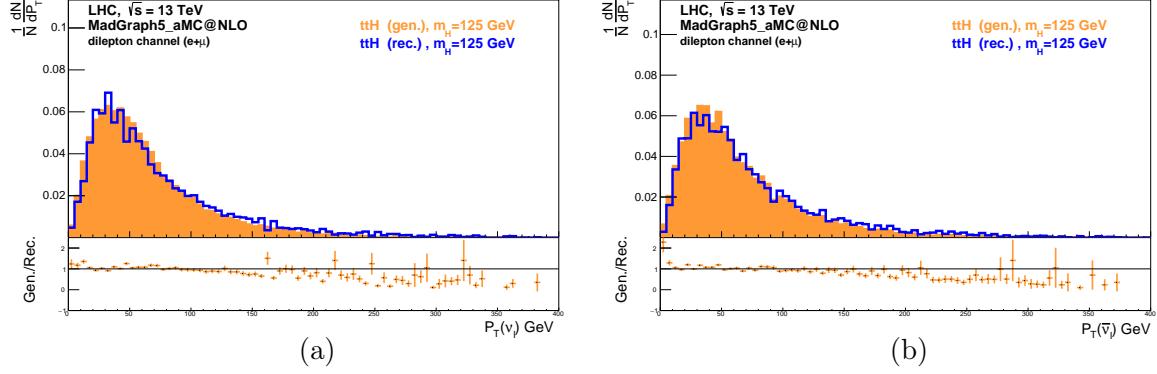 1/N dN/dP_T
LHC, √s = 13 TeV
MadGraph5_aMC@NLO
dilepton channel (e+μ)
ttH (gen.), m_H=125 GeV
ttH (rec.) , m_H=125 GeV
0.1
0.08
0.06
0.04
0.02
Gen./Rec.
2
1
0
−1
0 50 100 150 200 250 300 350 400
P_T(ν_l) GeV
(a)
1/N dN/dP_T
LHC, √s = 13 TeV
MadGraph5_aMC@NLO
dilepton channel (e+μ)
ttH (gen.), m_H=125 GeV
ttH (rec.) , m_H=125 GeV
0.1
0.08
0.06
0.04
0.02
Gen./Rec.
2
1
0
−1
0 50 100 150 200 250 300 350 400
P_T(ν̅_l) GeV
(b)